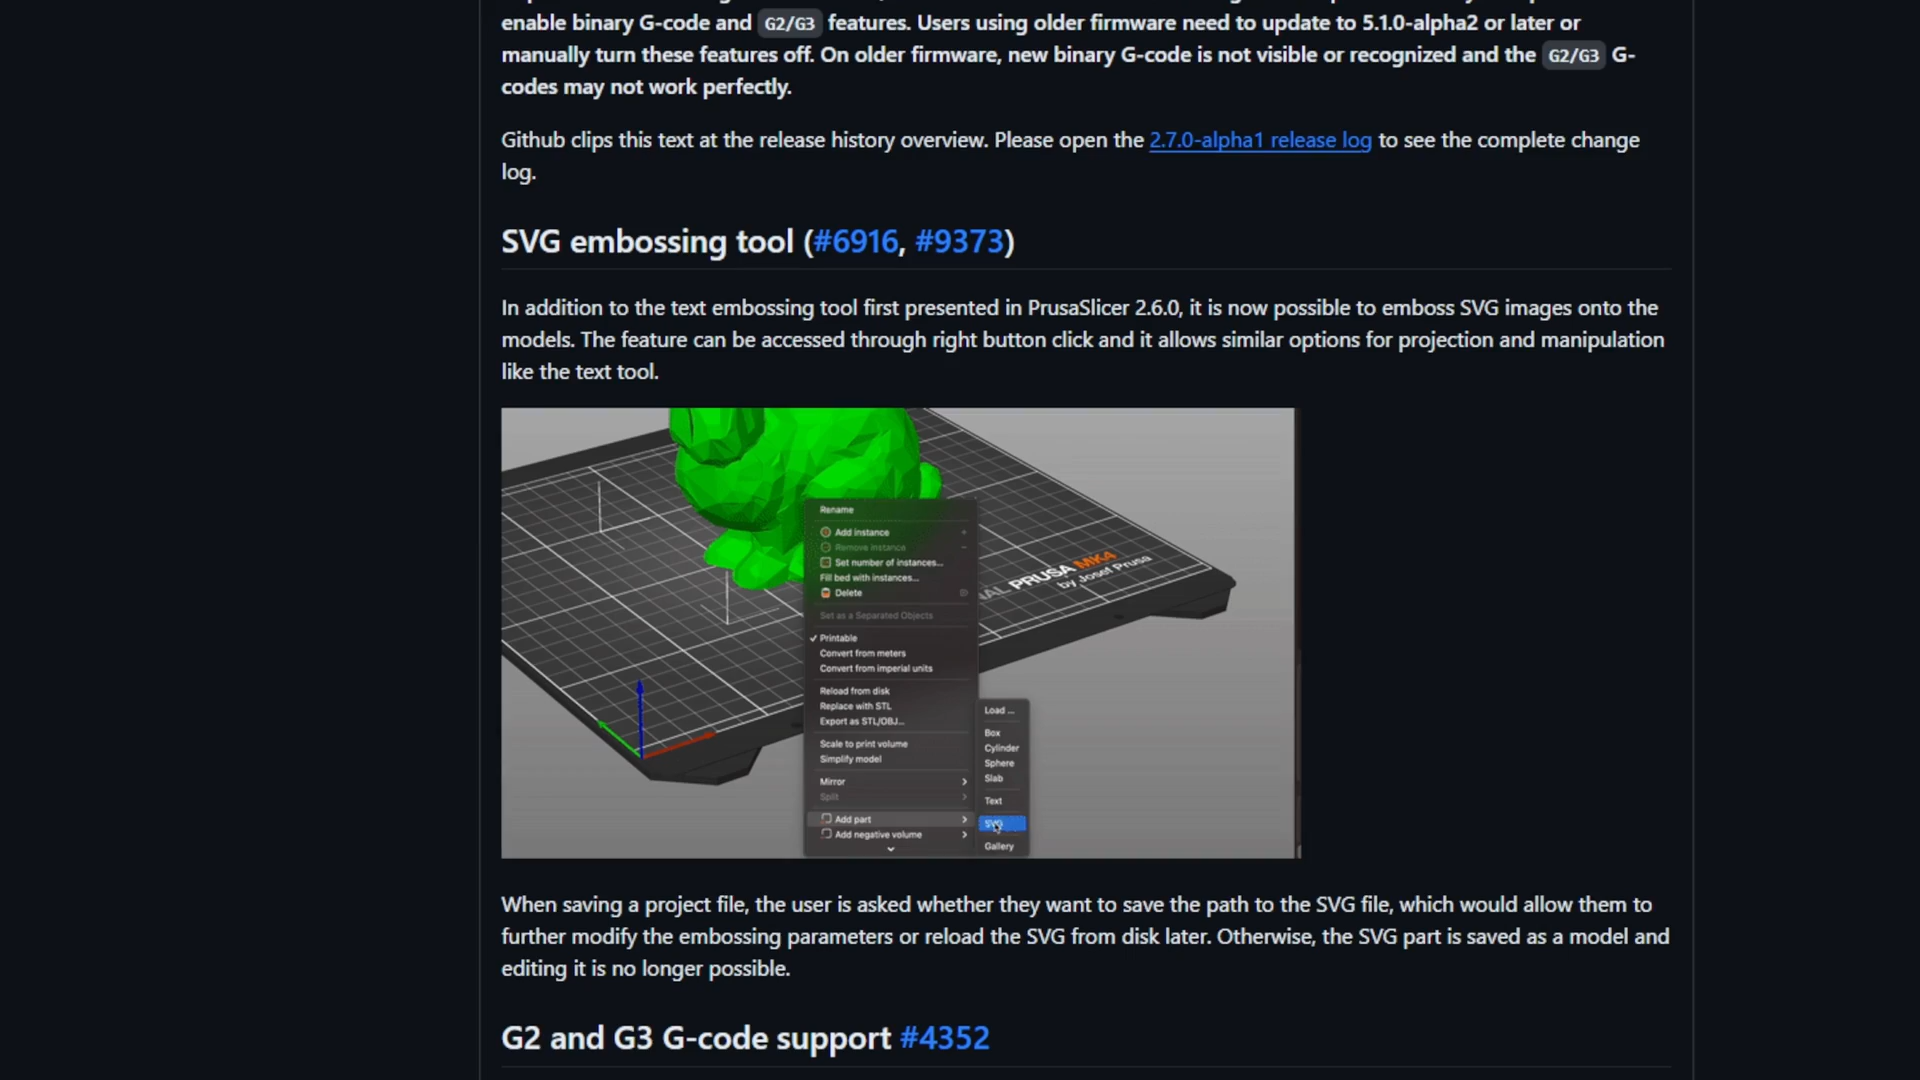 enable binary G-code and G2/G3 features. Users using older firmware need to update to 5.1.0-alpha2 or later or
manually turn these features off. On older firmware, new binary G-code is not visible or recognized and the G2/G3 G-
codes may not work perfectly.
Github clips this text at the release history overview. Please open the 2.7.0-alpha1 release log to see the complete change
log.
SVG embossing tool (#6916, #9373)
In addition to the text embossing tool first presented in PrusaSlicer 2.6.0, it is now possible to emboss SVG images onto the
models. The feature can be accessed through right button click and it allows similar options for projection and manipulation
like the text tool.
Rename
Add instance +
Remove instance -
Set number of instances...
Fill bed with instances...
Delete
Set as a Separated Objects
Printable
Convert from meters
Convert from imperial units
Reload from disk
Replace with STL
Export as STL/OBJ...
Scale to print volume
Simplify model
Mirror
Split
Add part
Add negative volume
Load ...
Box
Cylinder
Sphere
Slab
Text
SVG
Gallery
NAL PRUSA MK4
by Josef Prusa
When saving a project file, the user is asked whether they want to save the path to the SVG file, which would allow them to
further modify the embossing parameters or reload the SVG from disk later. Otherwise, the SVG part is saved as a model and
editing it is no longer possible.
G2 and G3 G-code support #4352